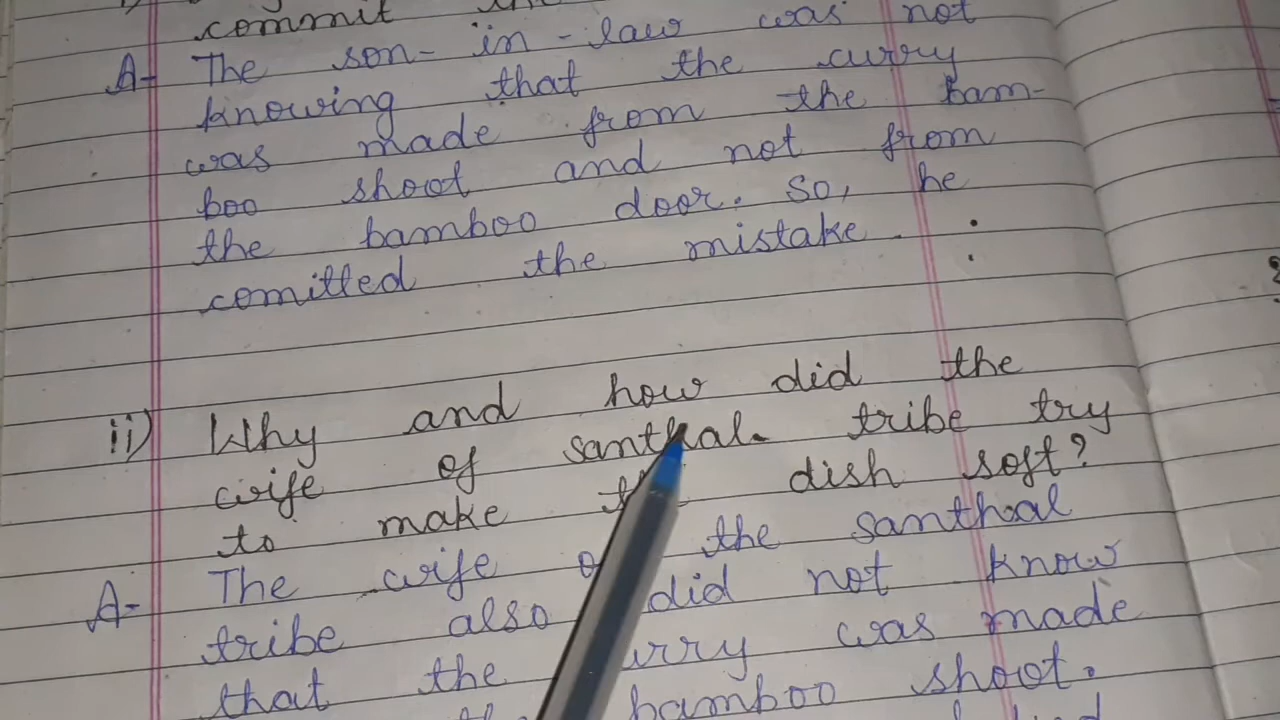 commit
A- The son-in-law was not
knowing that the curry
was made from the bam-
boo shoot and not from
the bamboo door. So, he
comitted the mistake.
ii) Why and how did the
wife of santhal tribe try
to make dish soft?
A- The wife the santhal
tribe also did not know
that the was made
bamboo shoot.